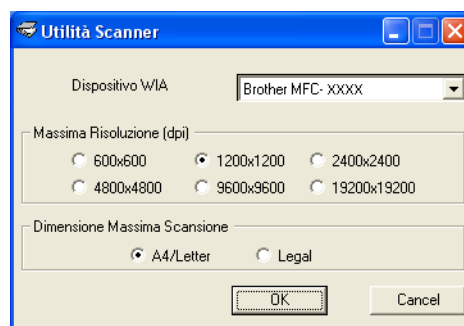 Utilità Scanner
Dispositivo WIA Brother MFC- XXXX
Massima Risoluzione (dpi)
600x600 1200x1200 2400x2400
4800x4800 9600x9600 19200x19200
Dimensione Massima Scansione
A4/Letter Legal
OK Cancel